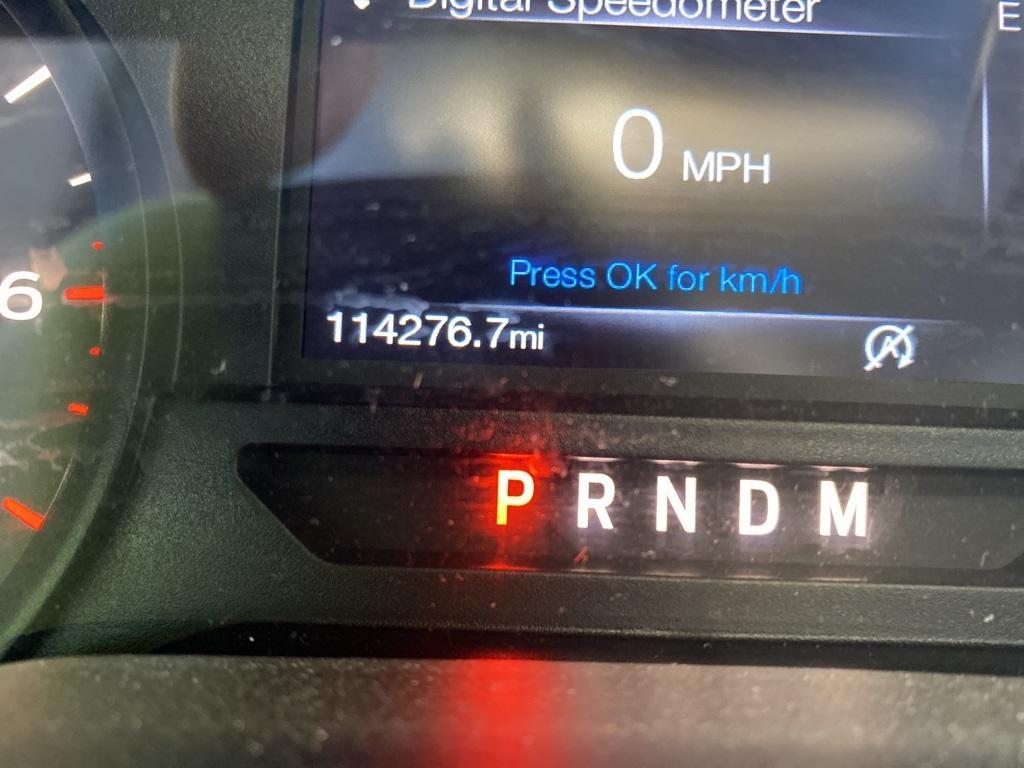 Digital Speedometer
E
0 MPH
6
Press OK for km/h
114276.7mi
P R N D M